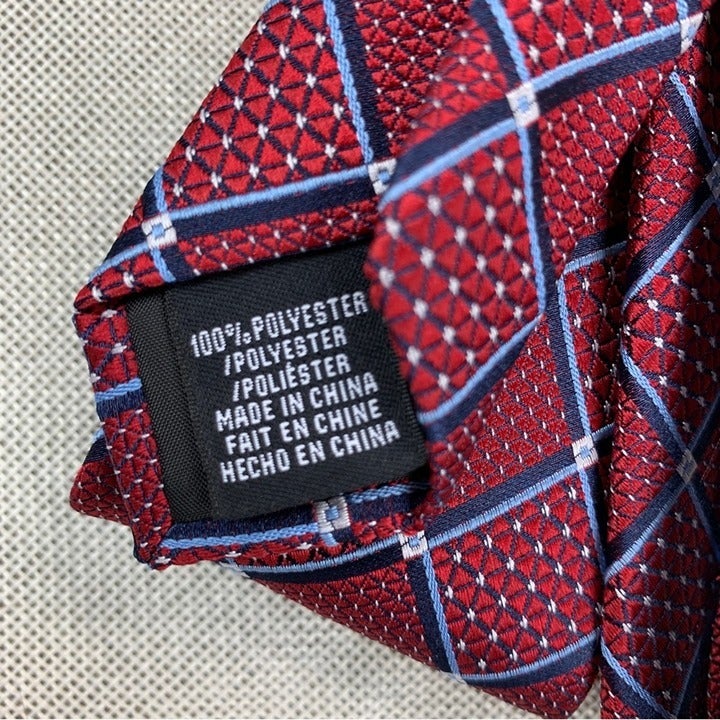 100% POLYESTER
/POLYESTER
/POLIÉSTER
MADE IN CHINA
FAIT EN CHINE
HECHO EN CHINA